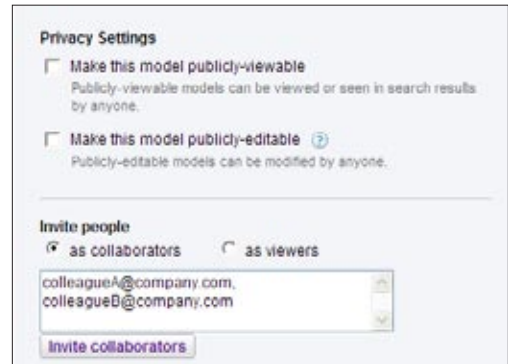 Privacy Settings
Make this model publicly-viewable
Publicly-viewable models can be viewed or seen in search results
by anyone.
Make this model publicly-editable ?
Publicly-editable models can be modified by anyone.
Invite people
as collaborators as viewers
colleagueA@company.com,
colleagueB@company.com
Invite collaborators